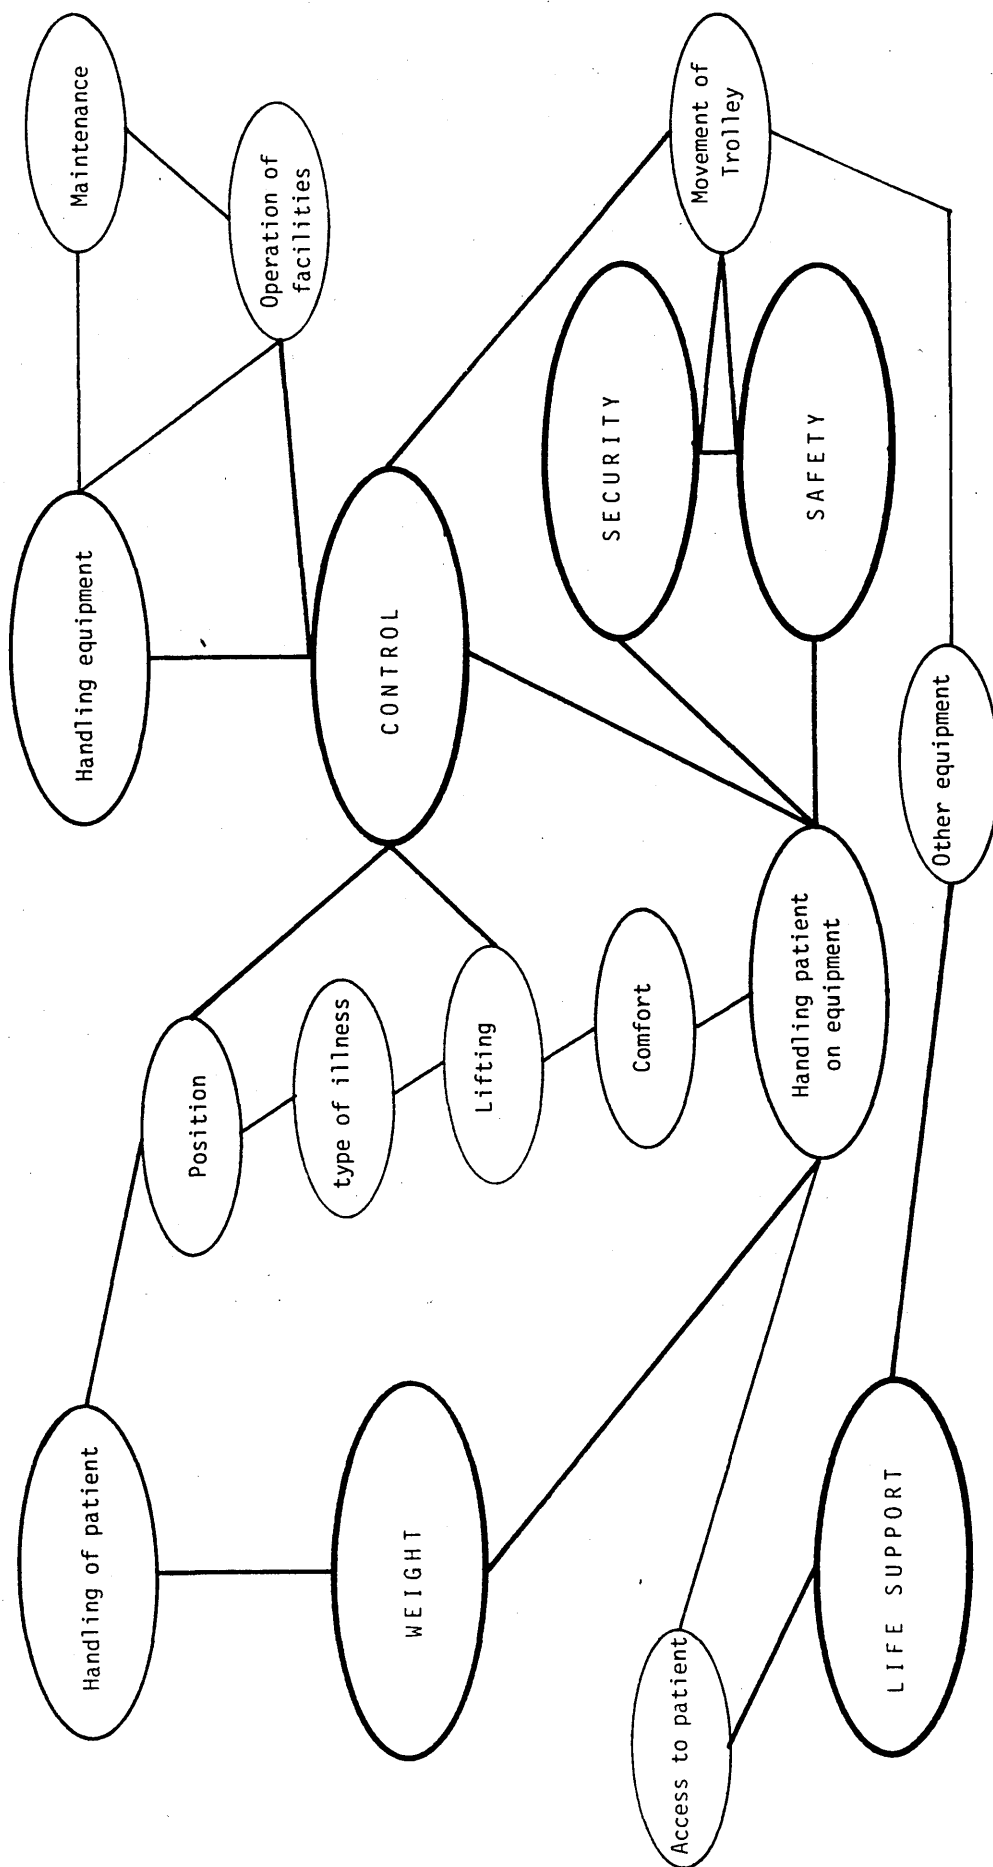 Handling of patient
Handling equipment
Maintenance
Position
Operation of
facilities
type of illness
WEIGHT
CONTROL
Lifting
Comfort
SECURITY
Movement of
Trolley
Access to patient
Handling patient
on equipment
SAFETY
LIFE SUPPORT
Other equipment